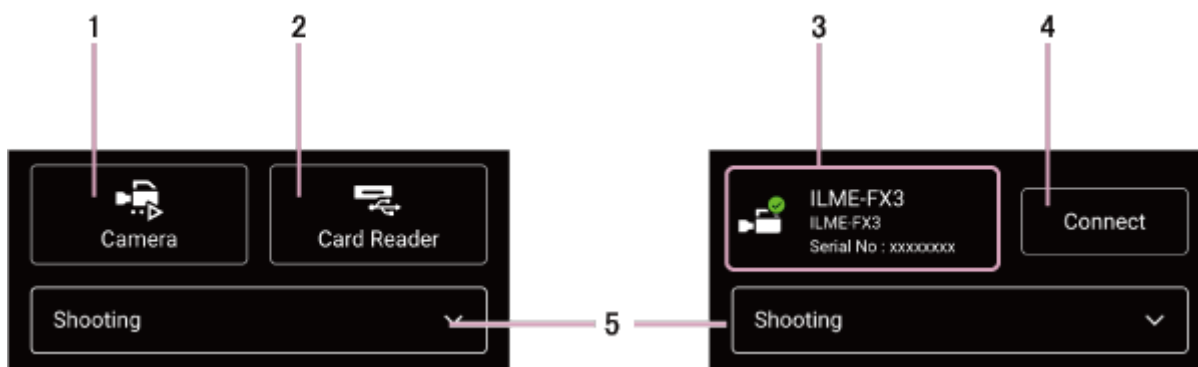 1
2
3
4
Camera
Card Reader
ILME-FX3
ILME-FX3
Serial No : xxxxxxxx
Connect
Shooting
5
Shooting